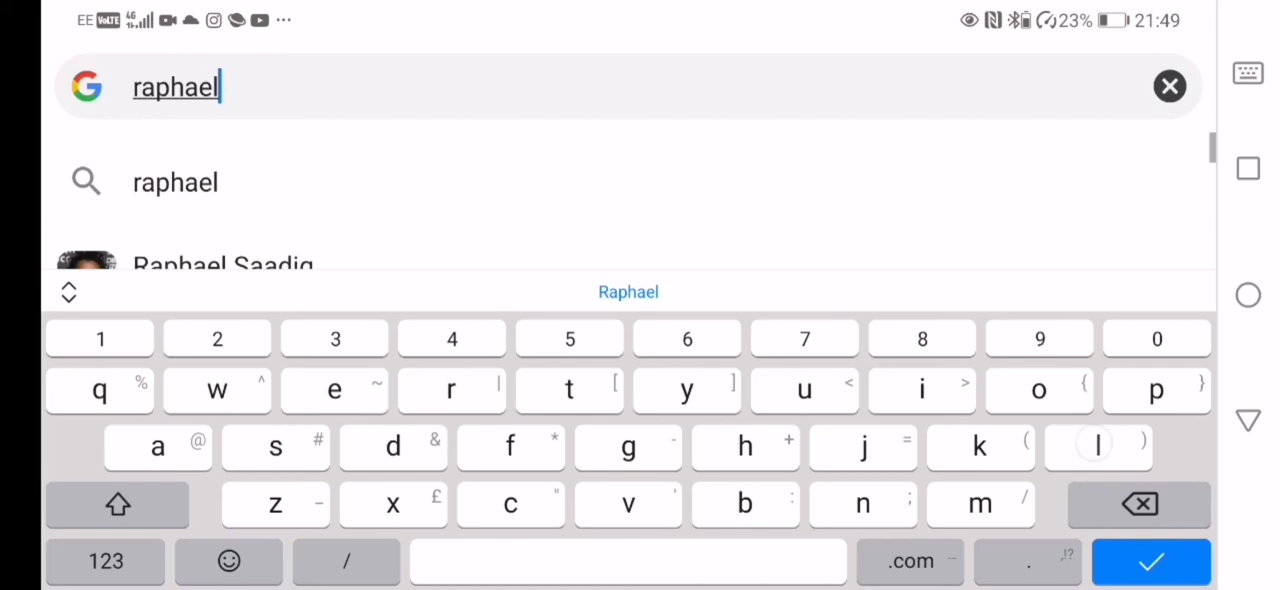 EE VoLTE 4G 23% 21:49
raphael
raphael
Raphael Saadiq
Raphael
1 2 3 4 5 6 7 8 9 0
q % w ^ e ~ r | t [ y ] u < i > o { p }
a @ s # d & f * g - h + j = k ( l )
z _ x £ c " v ' b : n ; m /
123 / .com ... . ,!?